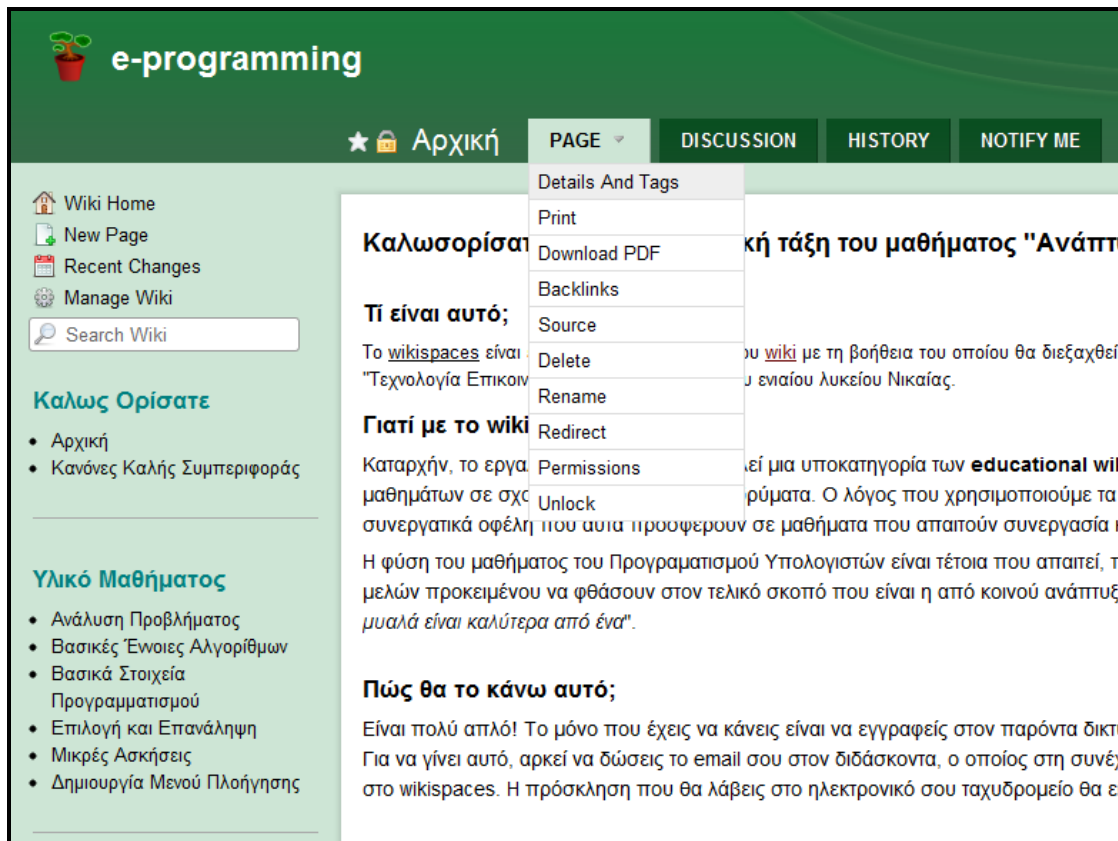 e-programming
Αρχική PAGE DISCUSSION HISTORY NOTIFY ME
Details And Tags
Print
Download PDF
Backlinks
Source
Delete
Rename
Redirect
Permissions
Unlock
Wiki Home
New Page
Recent Changes
Manage Wiki
Search Wiki
Καλως Ορίσατε
Αρχική
Κανόνες Καλής Συμπεριφοράς
Υλικό Μαθήματος
Ανάλυση Προβλήματος
Βασικές Έννοιες Αλγορίθμων
Βασικά Στοιχεία
Προγραμματισμού
Επιλογή και Επανάληψη
Μικρές Ασκήσεις
Δημιουργία Μενού Πλοήγησης
τάξη του μαθήματος "Ανάπτ
Τί είναι αυτό;
Το wikispaces είναι wiki με τη βοήθεια του οποίου θα διεξαχθεί
"Τεχνολογία Επικοιν ενιαίου λυκείου Νικαίας.
Γιατί με το wiki
Καταρχήν, το εργα μια υποκατηγορία των educational wi
μαθημάτων σε σχο Ο λόγος που χρησιμοποιούμε τα
συνεργατικά οφέλη που αυτά προσφέρουν σε μαθήματα που απαιτούν συνεργασία
Η φύση του μαθήματος του Προγραματισμού Υπολογιστών είναι τέτοια που απαιτεί,
μελών προκειμένου να φθάσουν στον τελικό σκοπό που είναι η από κοινού ανάπτυξ
μυαλά είναι καλύτερα από ένα".
Πώς θα το κάνω αυτό;
Είναι πολύ απλό! Το μόνο που έχεις να κάνεις είναι να εγγραφείς στον παρόντα δικτ
Για να γίνει αυτό, αρκεί να δώσεις το email σου στον διδάσκοντα, ο οποίος στη συνέ
στο wikispaces. Η πρόσκληση που θα λάβεις στο ηλεκτρονικό σου ταχυδρομείο θα ε